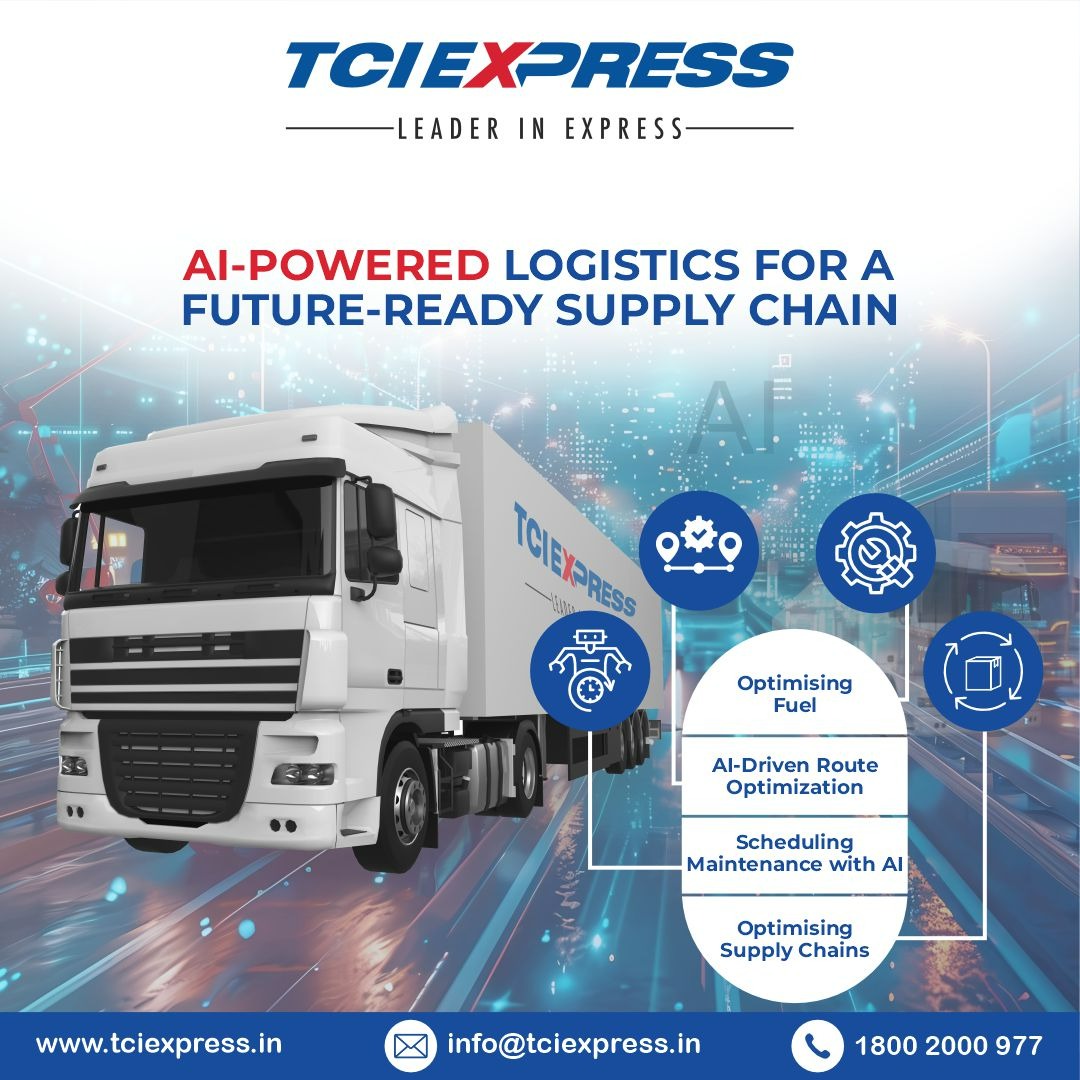 TCIEXPRESS
LEADER IN EXPRESS
AI-POWERED LOGISTICS FOR A
FUTURE-READY SUPPLY CHAIN
AI
TCIEXPRESS
Optimising
Fuel
AI-Driven Route
Optimization
Scheduling
Maintenance with AI
Optimising
Supply Chains
www.tciexpress.in
info@tciexpress.in
1800 2000 977